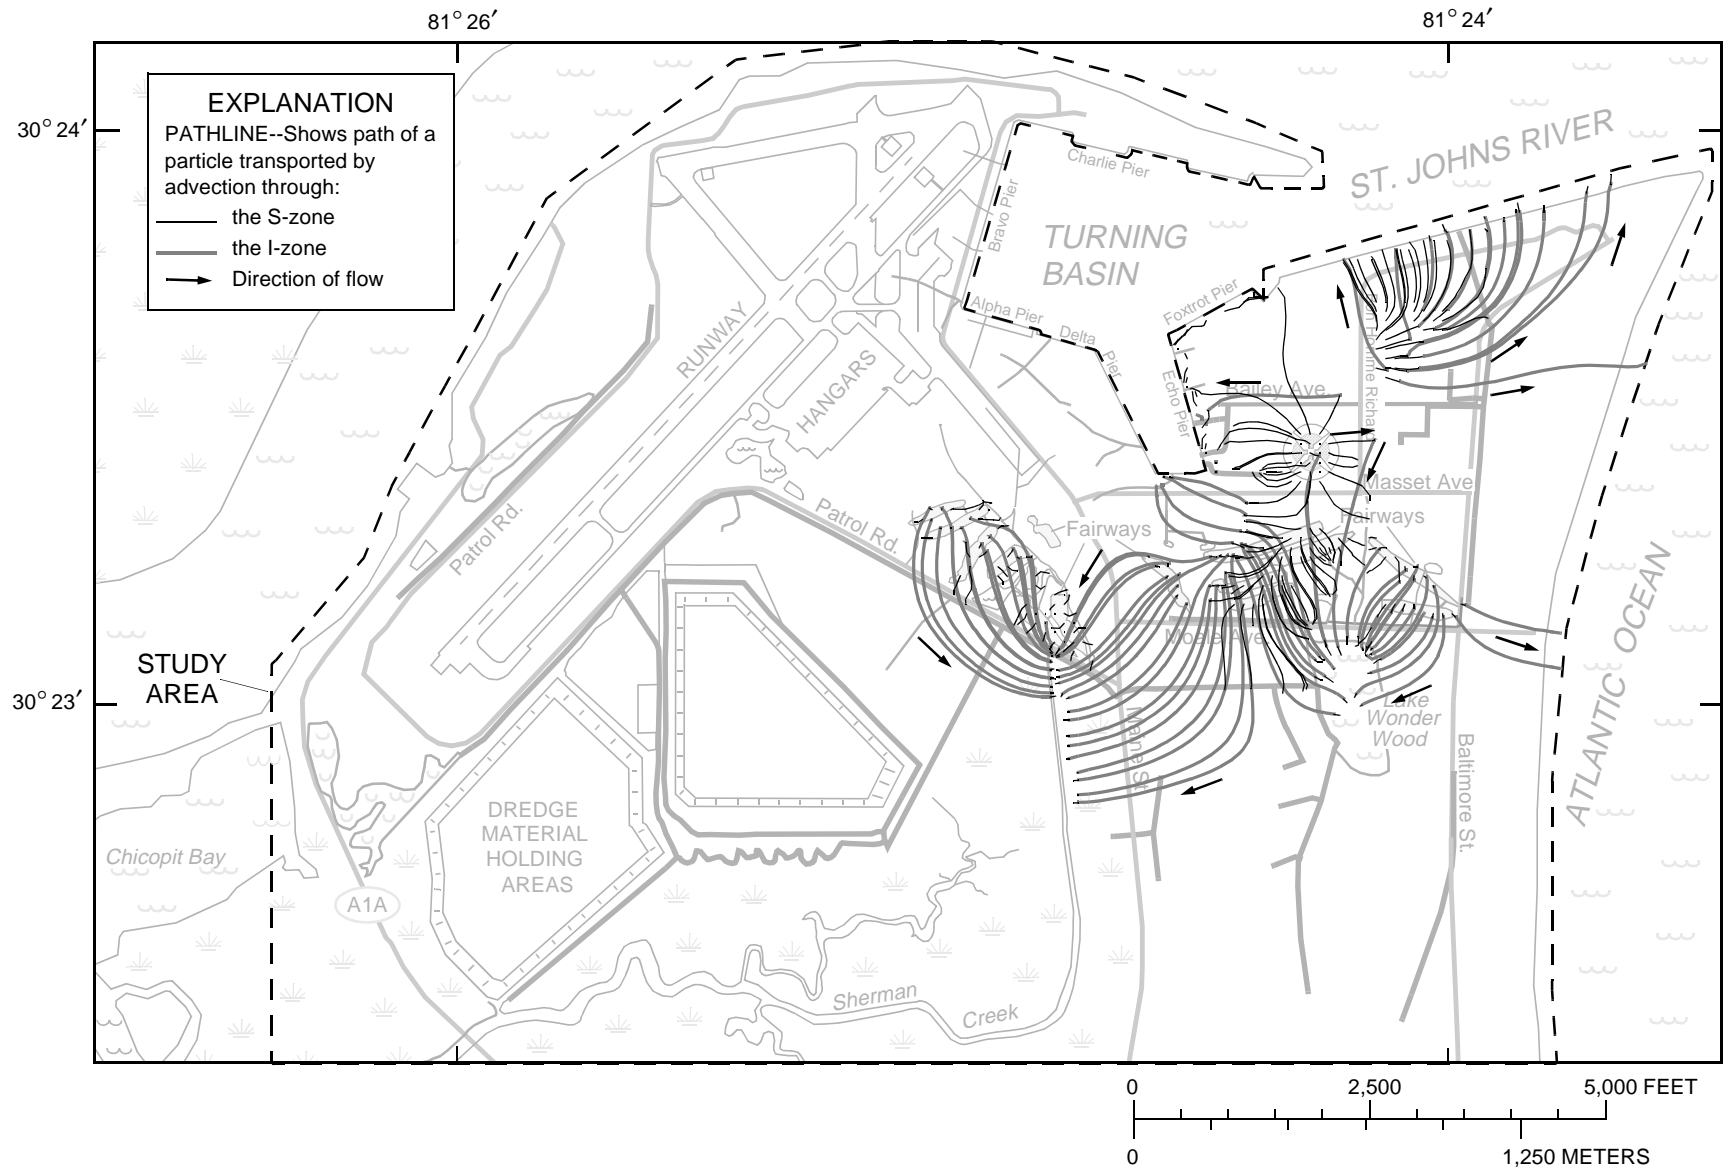 81° 26′
81° 24′
30° 24′
30° 23′
EXPLANATION
PATHLINE--Shows path of a
particle transported by
advection through:
the S-zone
the I-zone
Direction of flow
ST. JOHNS RIVER
Charlie Pier
Bravo Pier
TURNING
BASIN
Foxtrot Pier
Alpha Pier
Delta
Pier
Echo Pier
RUNWAY
HANGARS
Bailey Ave.
Masset Ave
Fairways
Fairways
Patrol Rd.
Patrol Rd.
Moale Ave
STUDY
AREA
Lake
Wonder
Wood
Maine St
Baltimore St.
ATLANTIC OCEAN
DREDGE
MATERIAL
HOLDING
AREAS
Chicopit Bay
A1A
Sherman
Creek
0
2,500
5,000 FEET
0
1,250 METERS